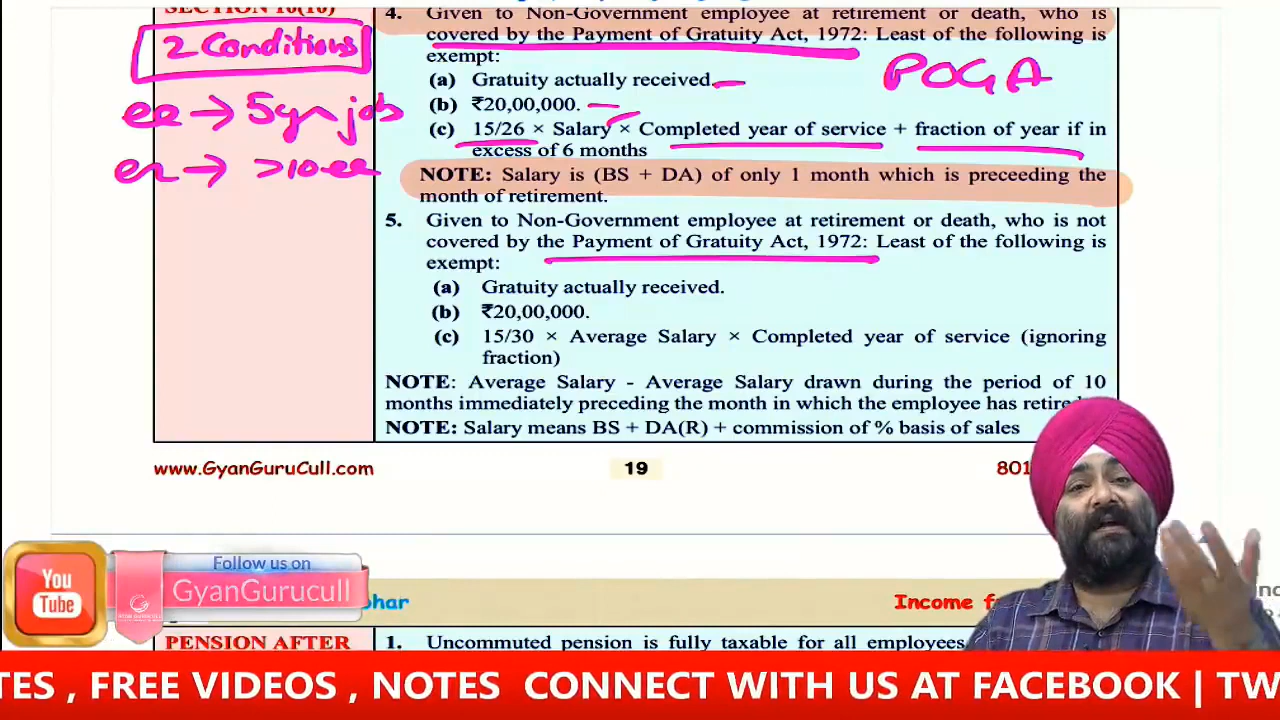 SECTION 10(10)
2 Conditions
ee → 5yr job
er → >10 ee
4. Given to Non-Government employee at retirement or death, who is
covered by the Payment of Gratuity Act, 1972: Least of the following is
exempt:
POGA
(a) Gratuity actually received.
(b) ₹20,00,000.
(c) 15/26 × Salary × Completed year of service + fraction of year if in
excess of 6 months
NOTE: Salary is (BS + DA) of only 1 month which is preceeding the
month of retirement.
5. Given to Non-Government employee at retirement or death, who is not
covered by the Payment of Gratuity Act, 1972: Least of the following is
exempt:
(a) Gratuity actually received.
(b) ₹20,00,000.
(c) 15/30 × Average Salary × Completed year of service (ignoring
fraction)
NOTE: Average Salary - Average Salary drawn during the period of 10
months immediately preceding the month in which the employee has retired
NOTE: Salary means BS + DA(R) + commission of % basis of sales
www.GyanGuruCull.com 19 801
You
Tube
Follow us on
GyanGurucull
Income f
PENSION AFTER
1. Uncommuted pension is fully taxable for all employees
TES , FREE VIDEOS , NOTES CONNECT WITH US AT FACEBOOK | TW